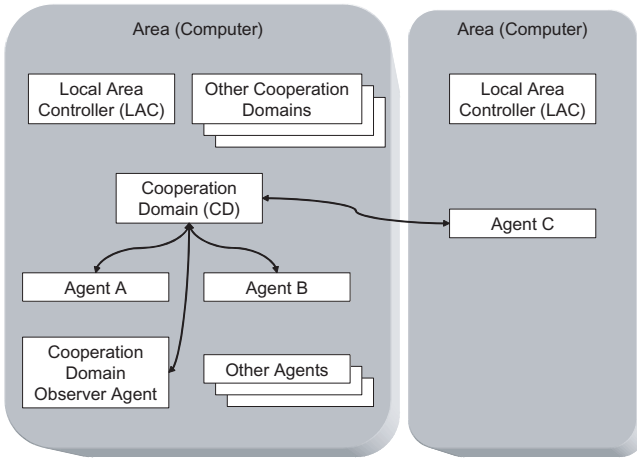 Area (Computer)
Local Area
Controller (LAC)
Other Cooperation
Domains
Cooperation
Domain (CD)
Agent A
Agent B
Cooperation
Domain
Observer Agent
Other Agents
Area (Computer)
Local Area
Controller (LAC)
Agent C